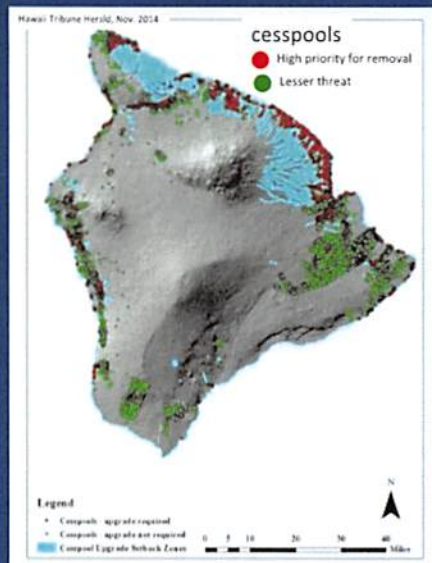 Hawaii Tribune Herald, Nov. 2014
cesspools
High priority for removal
Lesser threat
N
Legend
Cesspools - upgrade required
Cesspools - upgrade not required
Cesspool Upgrade Setback Zones
0 5 10 20 30 40
Miles